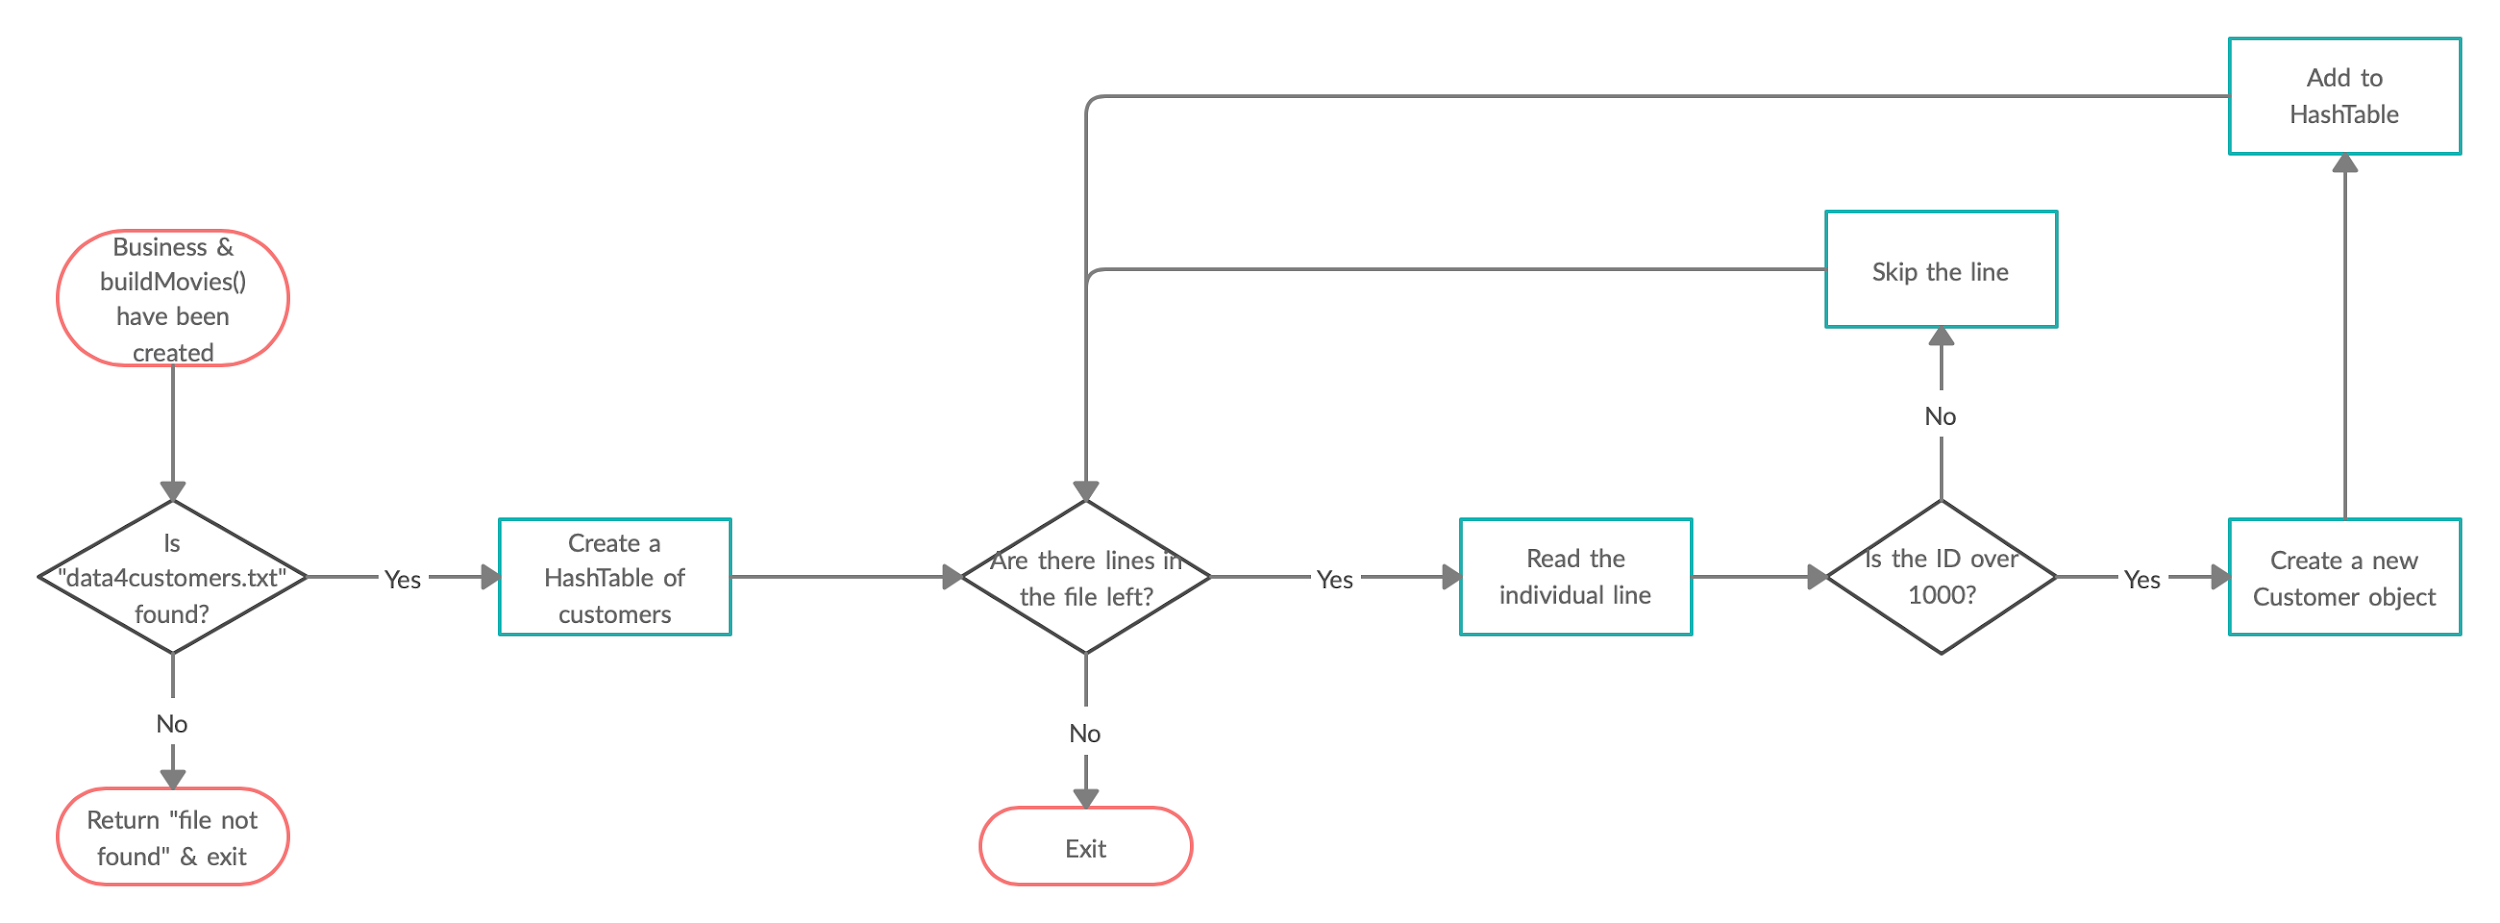 Business &
buildMovies()
have been
created
Is
"data4customers.txt"
found?
No
Return "file not
found" & exit
Yes
Create a
HashTable of
customers
Are there lines in
the file left?
No
Exit
Yes
Read the
individual line
Is the ID over
1000?
No
Skip the line
Yes
Create a new
Customer object
Add to
HashTable